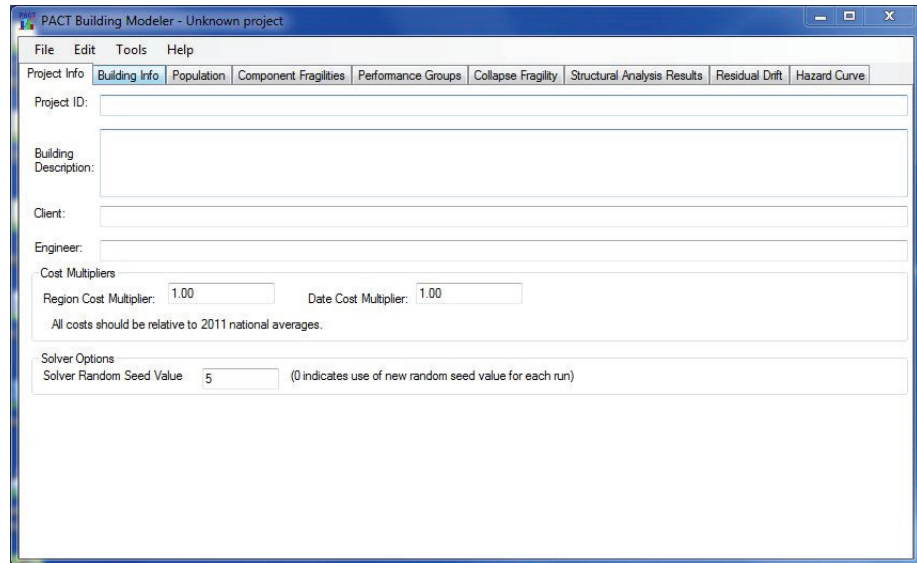 PACT Building Modeler - Unknown project
File Edit Tools Help
Project Info Building Info Population Component Fragilities Performance Groups Collapse Fragility Structural Analysis Results Residual Drift Hazard Curve
Project ID:
Building
Description:
Client:
Engineer:
Cost Multipliers
Region Cost Multiplier: 1.00 Date Cost Multiplier: 1.00
All costs should be relative to 2011 national averages.
Solver Options
Solver Random Seed Value 5 (0 indicates use of new random seed value for each run)